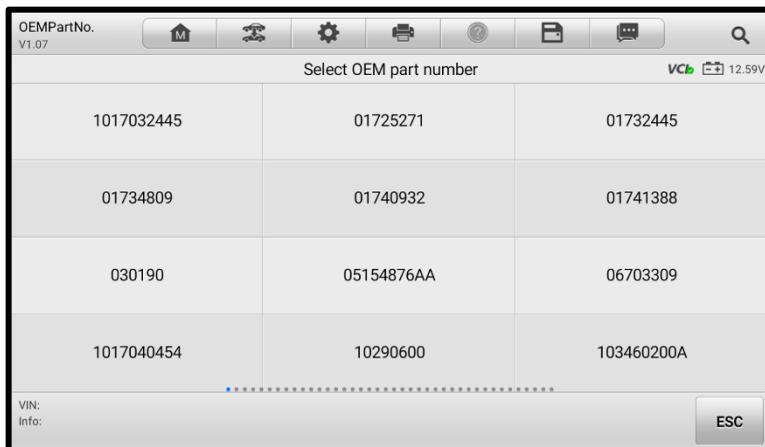 OEMPartNo.
V1.07
M
Select OEM part number
VCI 12.59V
1017032445 01725271 01732445
01734809 01740932 01741388
030190 05154876AA 06703309
1017040454 10290600 103460200A
VIN:
Info:
ESC